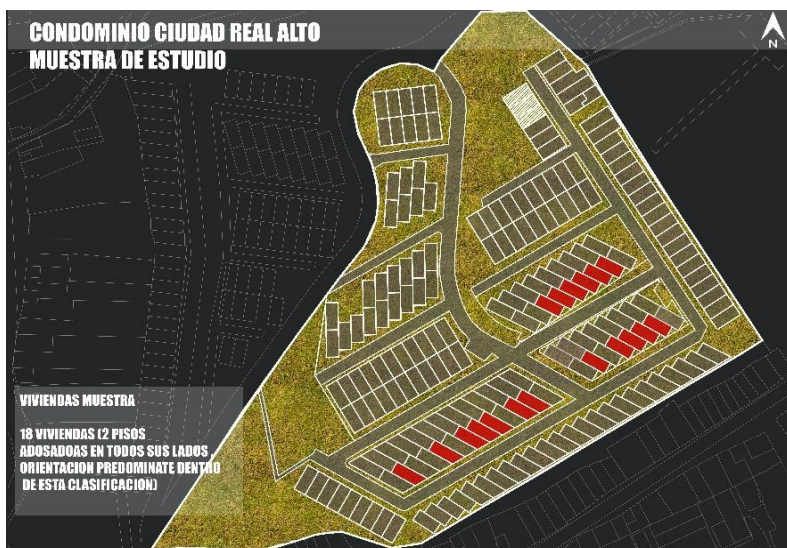 CONDOMINIO CIUDAD REAL ALTO
MUESTRA DE ESTUDIO
N
VIVIENDAS MUESTRA
18 VIVIENDAS (2 PISOS
ADOSADOAS EN TODOS SUS LADOS ,
ORIENTACION PREDOMINATE DENTRO
DE ESTA CLASIFICACION)